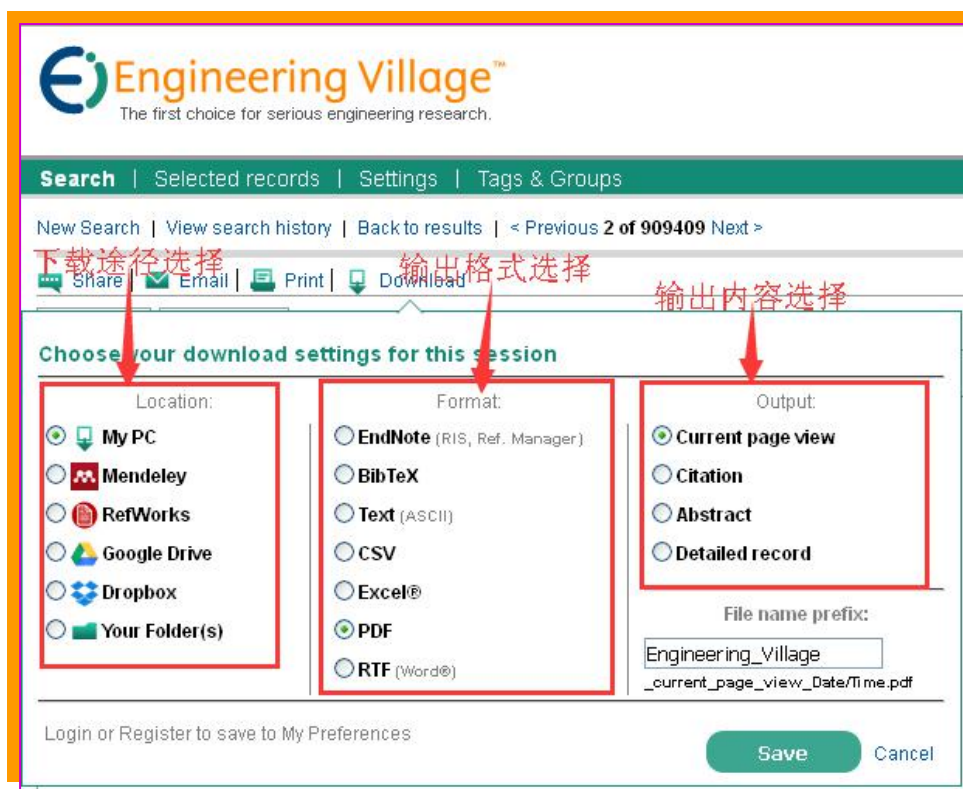 Engineering Village™
The first choice for serious engineering research.
Search | Selected records | Settings | Tags & Groups
New Search | View search history | Back to results | < Previous 2 of 909409 Next >
下载途径选择
输出格式选择
输出内容选择
Share | Email | Print | Download
Choose your download settings for this session
Location:
My PC
Mendeley
RefWorks
Google Drive
Dropbox
Your Folder(s)
Format:
EndNote (RIS, Ref. Manager)
BibTeX
Text (ASCII)
CSV
Excel®
PDF
RTF (Word®)
Output:
Current page view
Citation
Abstract
Detailed record
File name prefix:
Engineering_Village
_current_page_view_Date/Time.pdf
Login or Register to save to My Preferences
Save Cancel